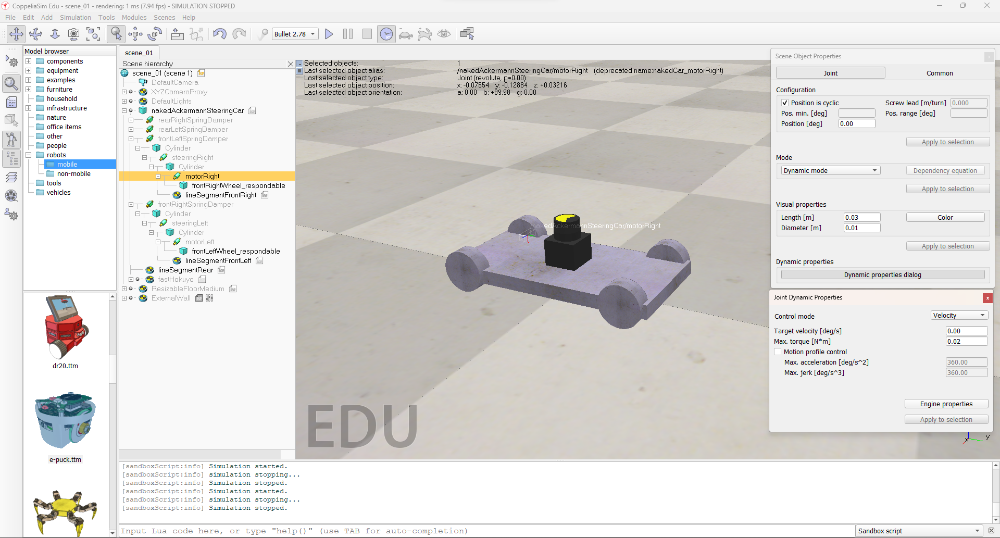 CoppeliaSim Edu - scene_01 - rendering: 1 ms (7.94 fps) - SIMULATION STOPPED
File Edit Add Simulation Tools Modules Scenes Help
Bullet 2.78
Model browser
components
equipment
examples
furniture
household
infrastructure
nature
office items
other
people
robots
mobile
non-mobile
tools
vehicles
dr20.ttm
e-puck.ttm
scene_01
Scene hierarchy
scene_01 (scene 1)
DefaultCamera
XYZCameraProxy
DefaultLights
nakedAckermannSteeringCar
rearRightSpringDamper
rearLeftSpringDamper
frontLeftSpringDamper
Cylinder
steeringRight
Cylinder
motorRight
frontRightWheel_respondable
lineSegmentFrontRight
frontRightSpringDamper
Cylinder
steeringLeft
Cylinder
motorLeft
frontLeftWheel_respondable
lineSegmentFrontLeft
lineSegmentRear
fastHokuyo
ResizableFloorMedium
ExternalWall
Selected objects: 1
Last selected object alias: /nakedAckermannSteeringCar/motorRight (deprecated name:nakedCar_motorRight)
Last selected object type: Joint (revolute, p=0.00)
Last selected object position: x: -0.07554 y: -0.12884 z: +0.03216
Last selected object orientation: a: 0.00 b: +89.98 g: 0.00
nakedAckermannSteeringCar/motorRight
EDU
x y
Scene Object Properties
x
Joint Common
Configuration
Position is cyclic Screw lead [m/turn] 0.000
Pos. min. [deg] Pos. range [deg]
Position [deg] 0.00
Apply to selection
Mode
Dynamic mode Dependency equation
Apply to selection
Visual properties
Length [m] 0.03 Color
Diameter [m] 0.01
Apply to selection
Dynamic properties
Dynamic properties dialog
Joint Dynamic Properties
x
Control mode Velocity
Target velocity [deg/s] 0.00
Max. torque [N*m] 0.02
Motion profile control
Max. acceleration [deg/s^2] 360.00
Max. jerk [deg/s^3] 360.00
Engine properties
Apply to selection
[sandboxScript:info] Simulation started.
[sandboxScript:info] simulation stopping...
[sandboxScript:info] Simulation stopped.
[sandboxScript:info] Simulation started.
[sandboxScript:info] simulation stopping...
[sandboxScript:info] Simulation stopped.
Input Lua code here, or type "help()" (use TAB for auto-completion)
Sandbox script